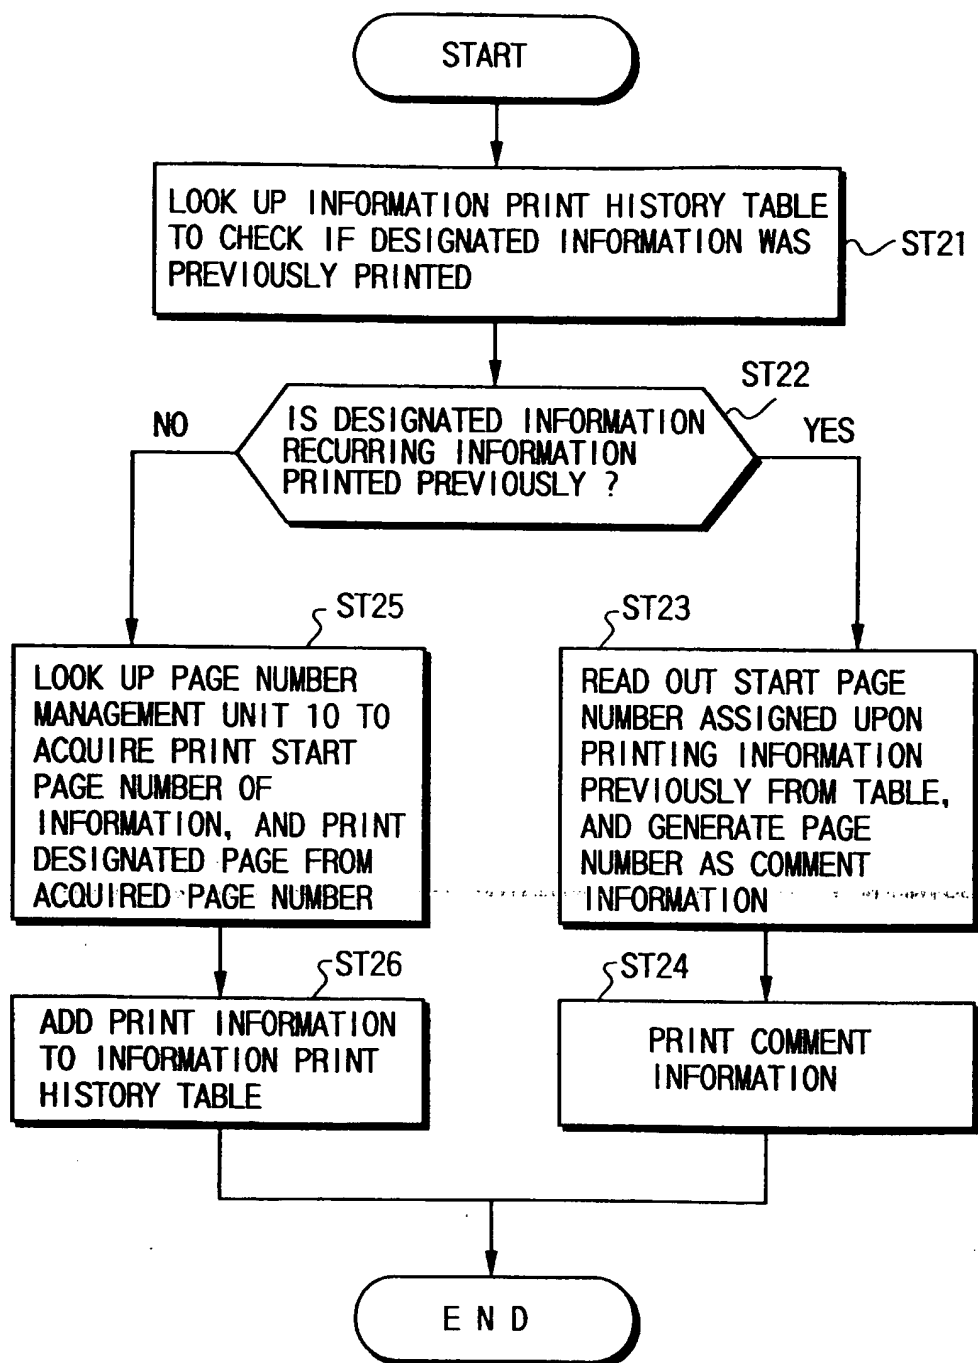 START
LOOK UP INFORMATION PRINT HISTORY TABLE
TO CHECK IF DESIGNATED INFORMATION WAS
PREVIOUSLY PRINTED
ST21
ST22
IS DESIGNATED INFORMATION
RECURRING INFORMATION
PRINTED PREVIOUSLY ?
NO
YES
ST25
LOOK UP PAGE NUMBER
MANAGEMENT UNIT 10 TO
ACQUIRE PRINT START
PAGE NUMBER OF
INFORMATION, AND PRINT
DESIGNATED PAGE FROM
ACQUIRED PAGE NUMBER
ST23
READ OUT START PAGE
NUMBER ASSIGNED UPON
PRINTING INFORMATION
PREVIOUSLY FROM TABLE,
AND GENERATE PAGE
NUMBER AS COMMENT
INFORMATION
ST26
ADD PRINT INFORMATION
TO INFORMATION PRINT
HISTORY TABLE
ST24
PRINT COMMENT
INFORMATION
END